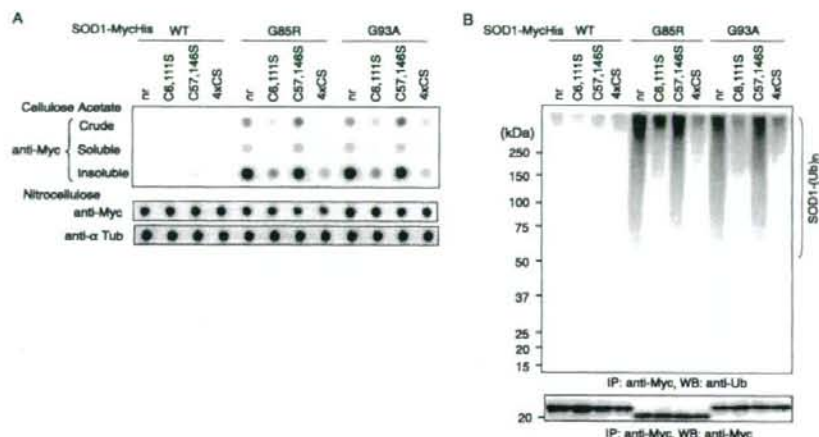 A
SOD1-MycHis WT G85R G93A
nr C6,111S C57,146S 4xCS nr C6,111S C57,146S 4xCS nr C6,111S C57,146S 4xCS
Cellulose Acetate
Crude
anti-Myc Soluble
Insoluble
Nitrocellulose
anti-Myc
anti-α Tub
B
SOD1-MycHis WT G85R G93A
nr C6,111S C57,146S 4xCS nr C6,111S C57,146S 4xCS nr C6,111S C57,146S 4xCS
(kDa)
250
150
100
75
50
37
25
20
15
SOD1-(Ub)n
IP: anti-Myc, WB: anti-Ub
20
IP: anti-Myc, WB: anti-Myc